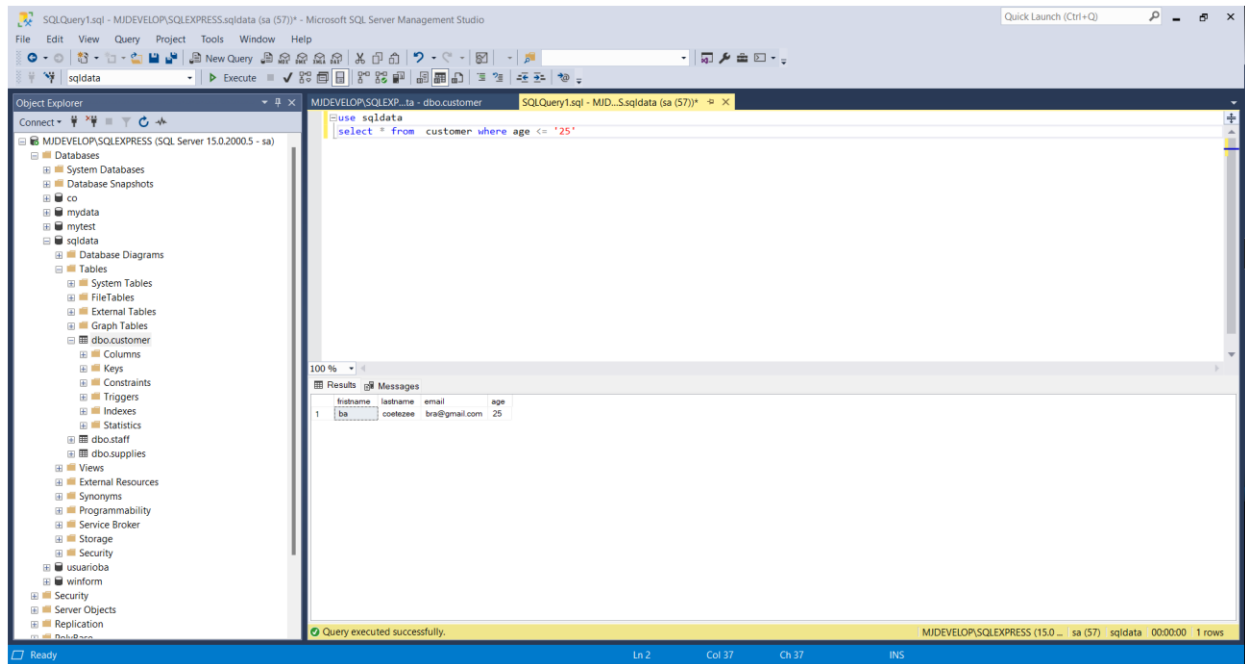 SQLQuery1.sql - MJDEVELOP\SQLEXPRESS.sqldata (sa (57))* - Microsoft SQL Server Management Studio
Quick Launch (Ctrl+Q)
File Edit View Query Project Tools Window Help
New Query
sqldata
Execute
Object Explorer
MJDEVELOP\SQLEXP...ta - dbo.customer
SQLQuery1.sql - MJD...S.sqldata (sa (57))*
Connect
use sqldata
select * from  customer where age <= '25'
MJDEVELOP\SQLEXPRESS (SQL Server 15.0.2000.5 - sa)
Databases
System Databases
Database Snapshots
co
mydata
mytest
sqldata
Database Diagrams
Tables
System Tables
FileTables
External Tables
Graph Tables
dbo.customer
Columns
Keys
Constraints
Triggers
Indexes
Statistics
dbo.staff
dbo.supplies
Views
External Resources
Synonyms
Programmability
Service Broker
Storage
Security
usuarioba
winform
Security
Server Objects
Replication
PolyBase
100 %
Results Messages
fristname lastname email age
1 ba coetezee bra@gmail.com 25
Query executed successfully.
MJDEVELOP\SQLEXPRESS (15.0 ... sa (57) sqldata 00:00:00 1 rows
Ready Ln 2 Col 37 Ch 37 INS